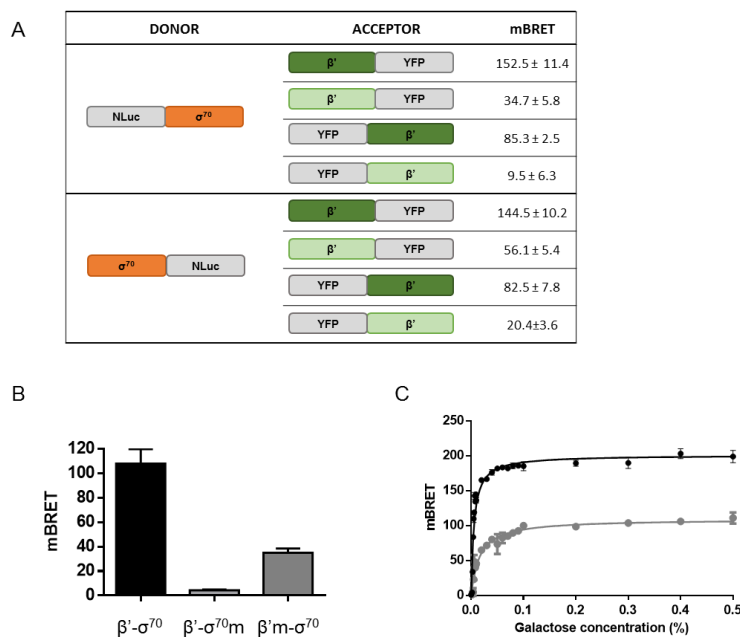 A
DONOR ACCEPTOR mBRET
β' YFP 152.5 ± 11.4
NLuc σ⁷⁰
β' YFP 34.7 ± 5.8
YFP β' 85.3 ± 2.5
YFP β' 9.5 ± 6.3
β' YFP 144.5 ± 10.2
σ⁷⁰ NLuc
β' YFP 56.1 ± 5.4
YFP β' 82.5 ± 7.8
YFP β' 20.4±3.6
B
mBRET
120
100
80
60
40
20
0
β'-σ⁷⁰ β'-σ⁷⁰m β'm-σ⁷⁰
C
mBRET
250
200
150
100
50
0
0.0 0.1 0.2 0.3 0.4 0.5
Galactose concentration (%)